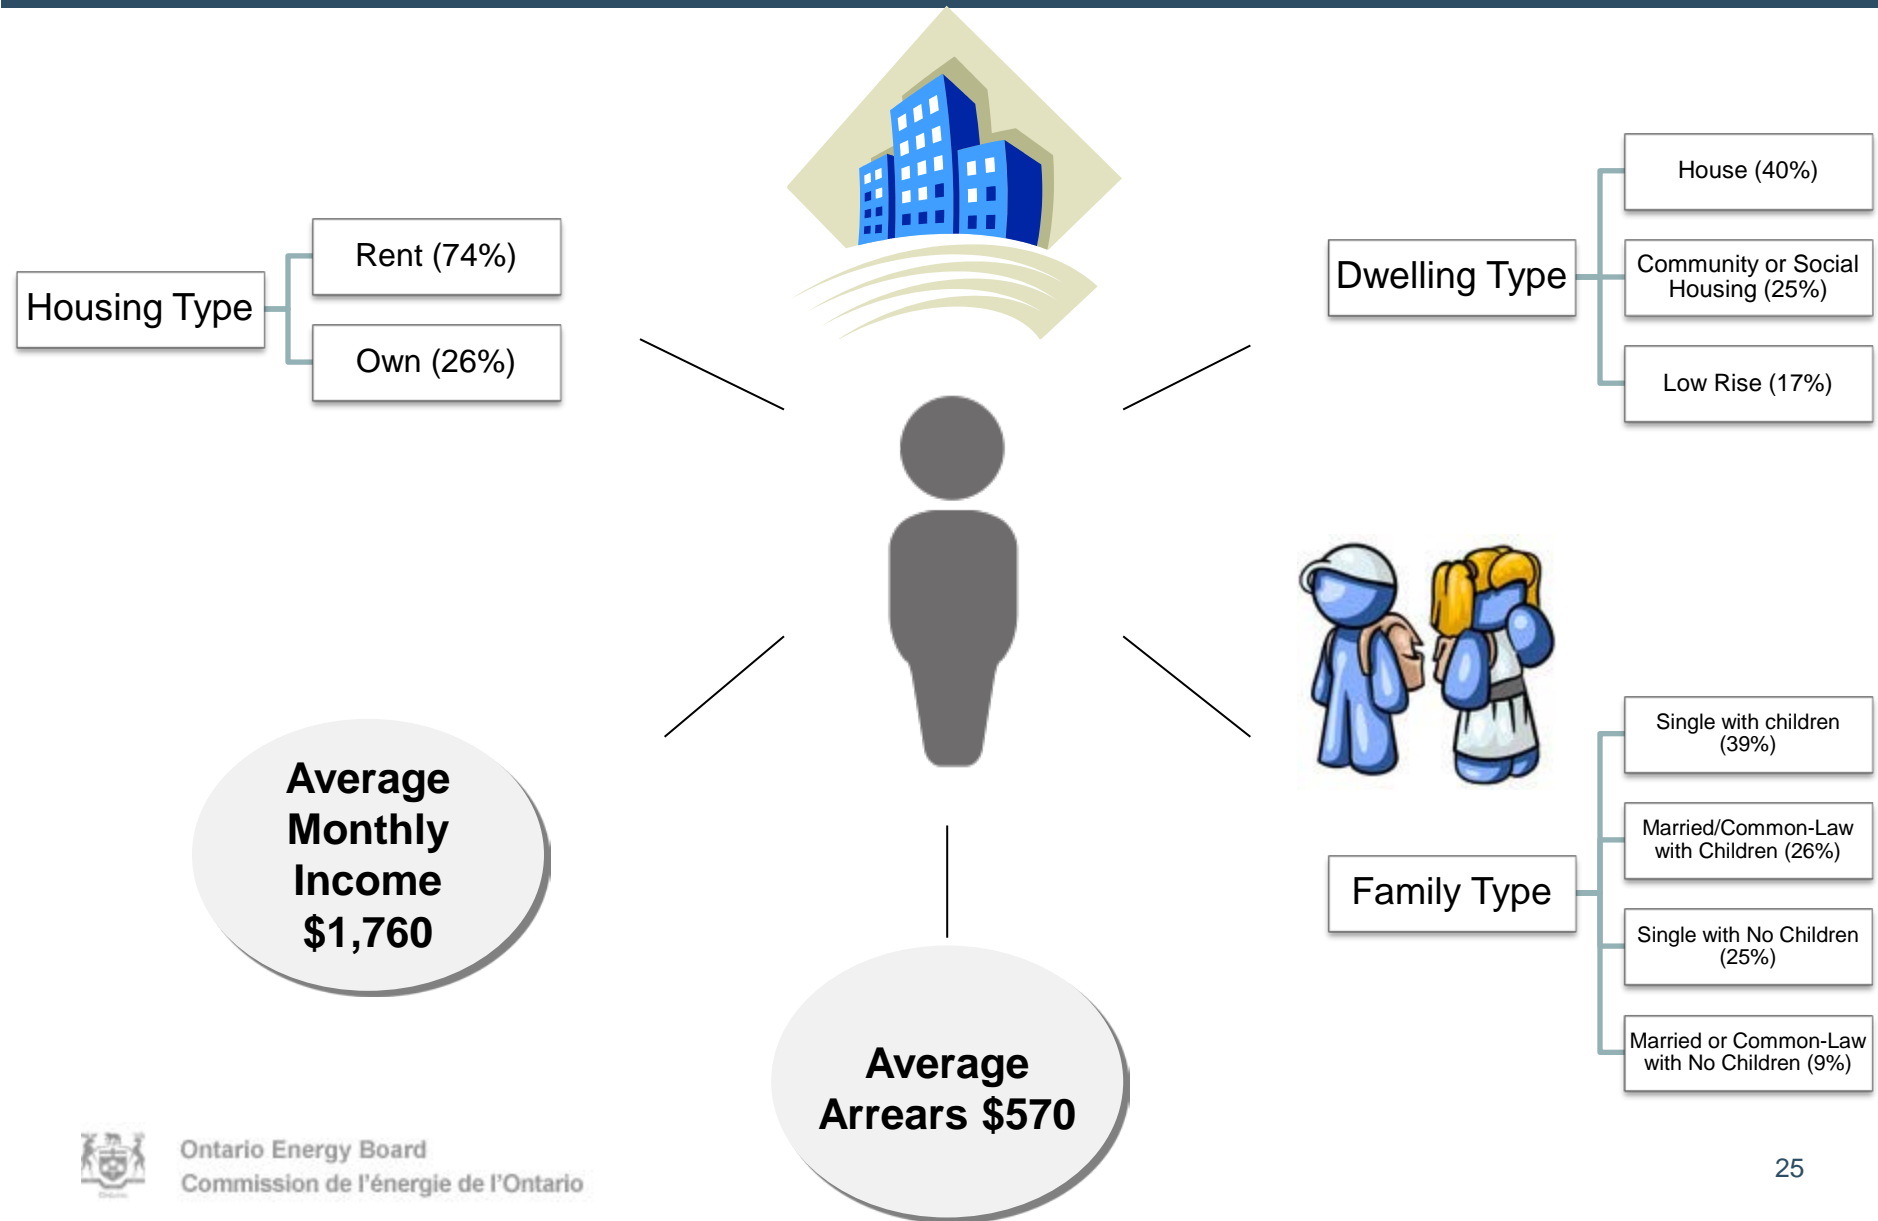 Housing Type
Rent (74%)
Own (26%)
Dwelling Type
House (40%)
Community or Social
Housing (25%)
Low Rise (17%)
Average
Monthly
Income
$1,760
Average
Arrears $570
Family Type
Single with children
(39%)
Married/Common-Law
with Children (26%)
Single with No Children
(25%)
Married or Common-Law
with No Children (9%)
Ontario Energy Board
Commission de l'énergie de l'Ontario
25